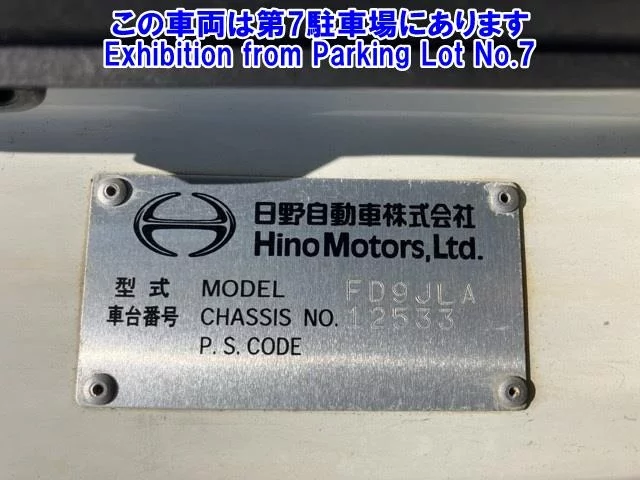 この車両は第7駐車場にあります
Exhibition from Parking Lot No.7
日野自動車株式会社
Hino Motors, Ltd.
型式 MODEL FD9JLA
車台番号 CHASSIS NO. 12533
P.S.CODE